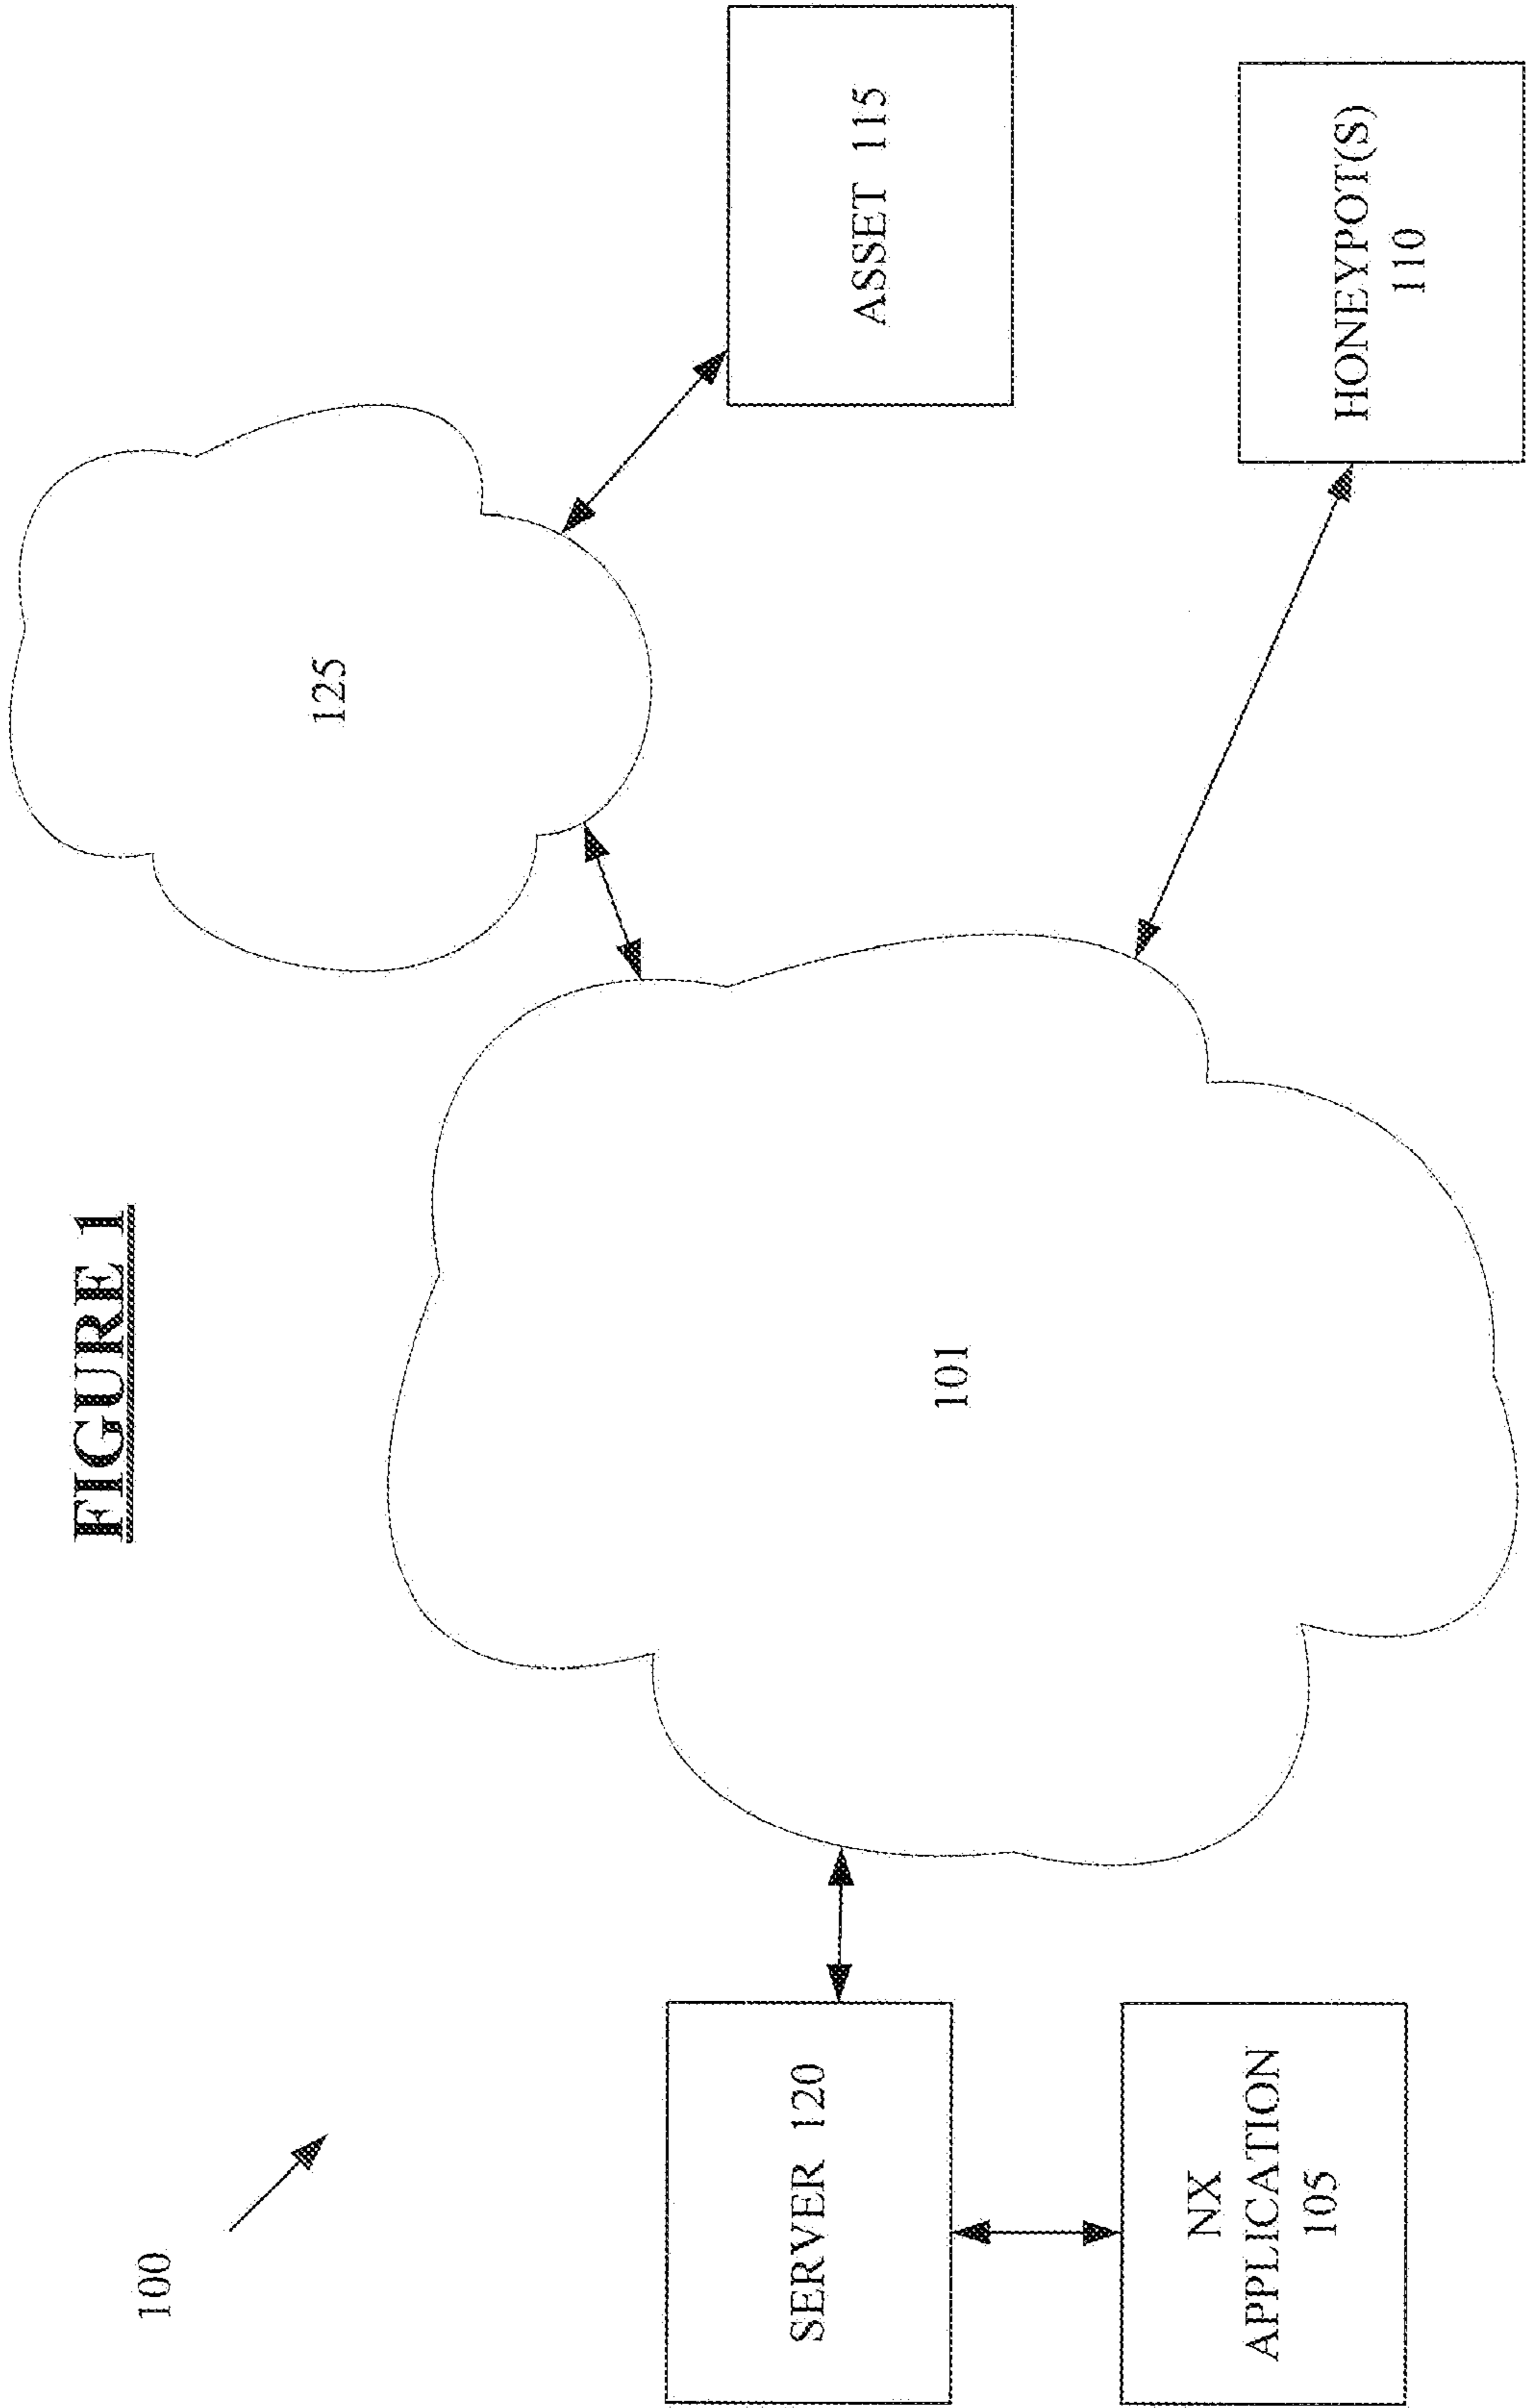 FIGURE 1
100
125
ASSET 115
101
SERVER 120
NX
APPLICATION
105
HONEYPOT(S)
110